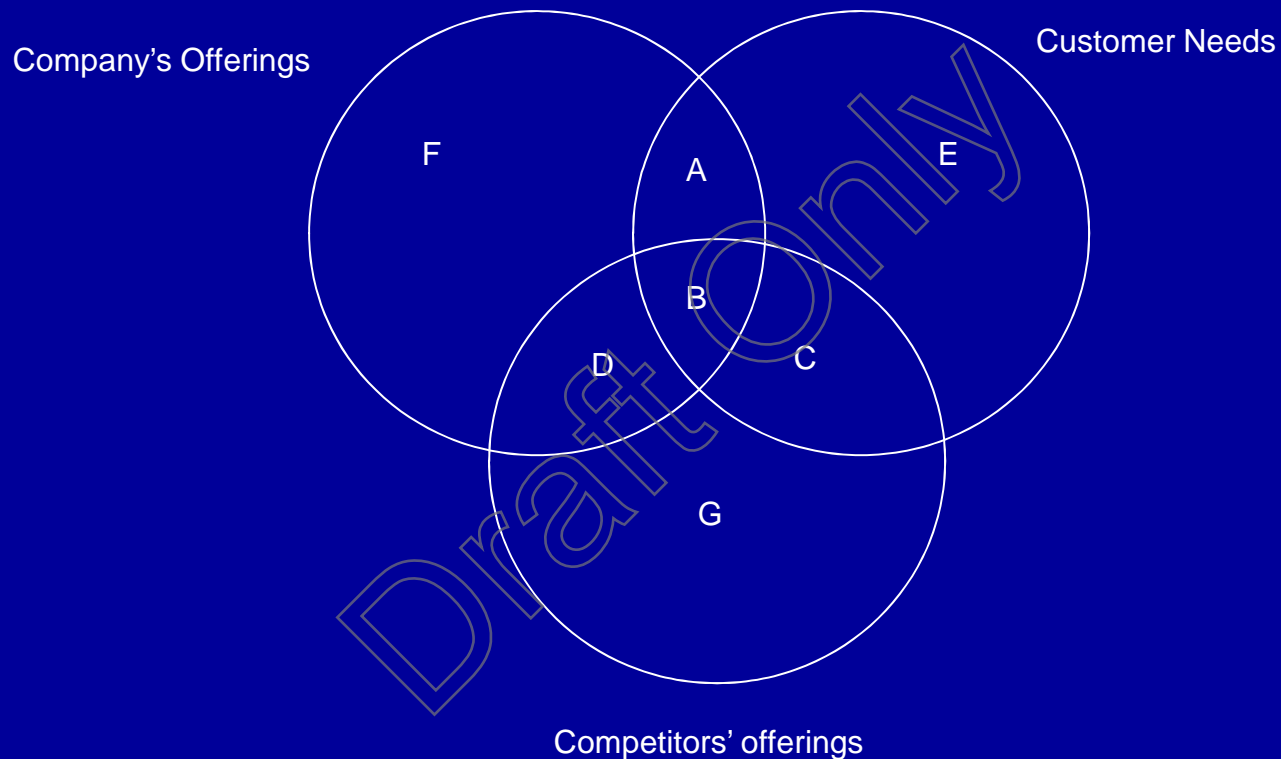 Company’s Offerings
Customer Needs
F
A
E
B
D
C
G
Competitors’ offerings
Draft Only